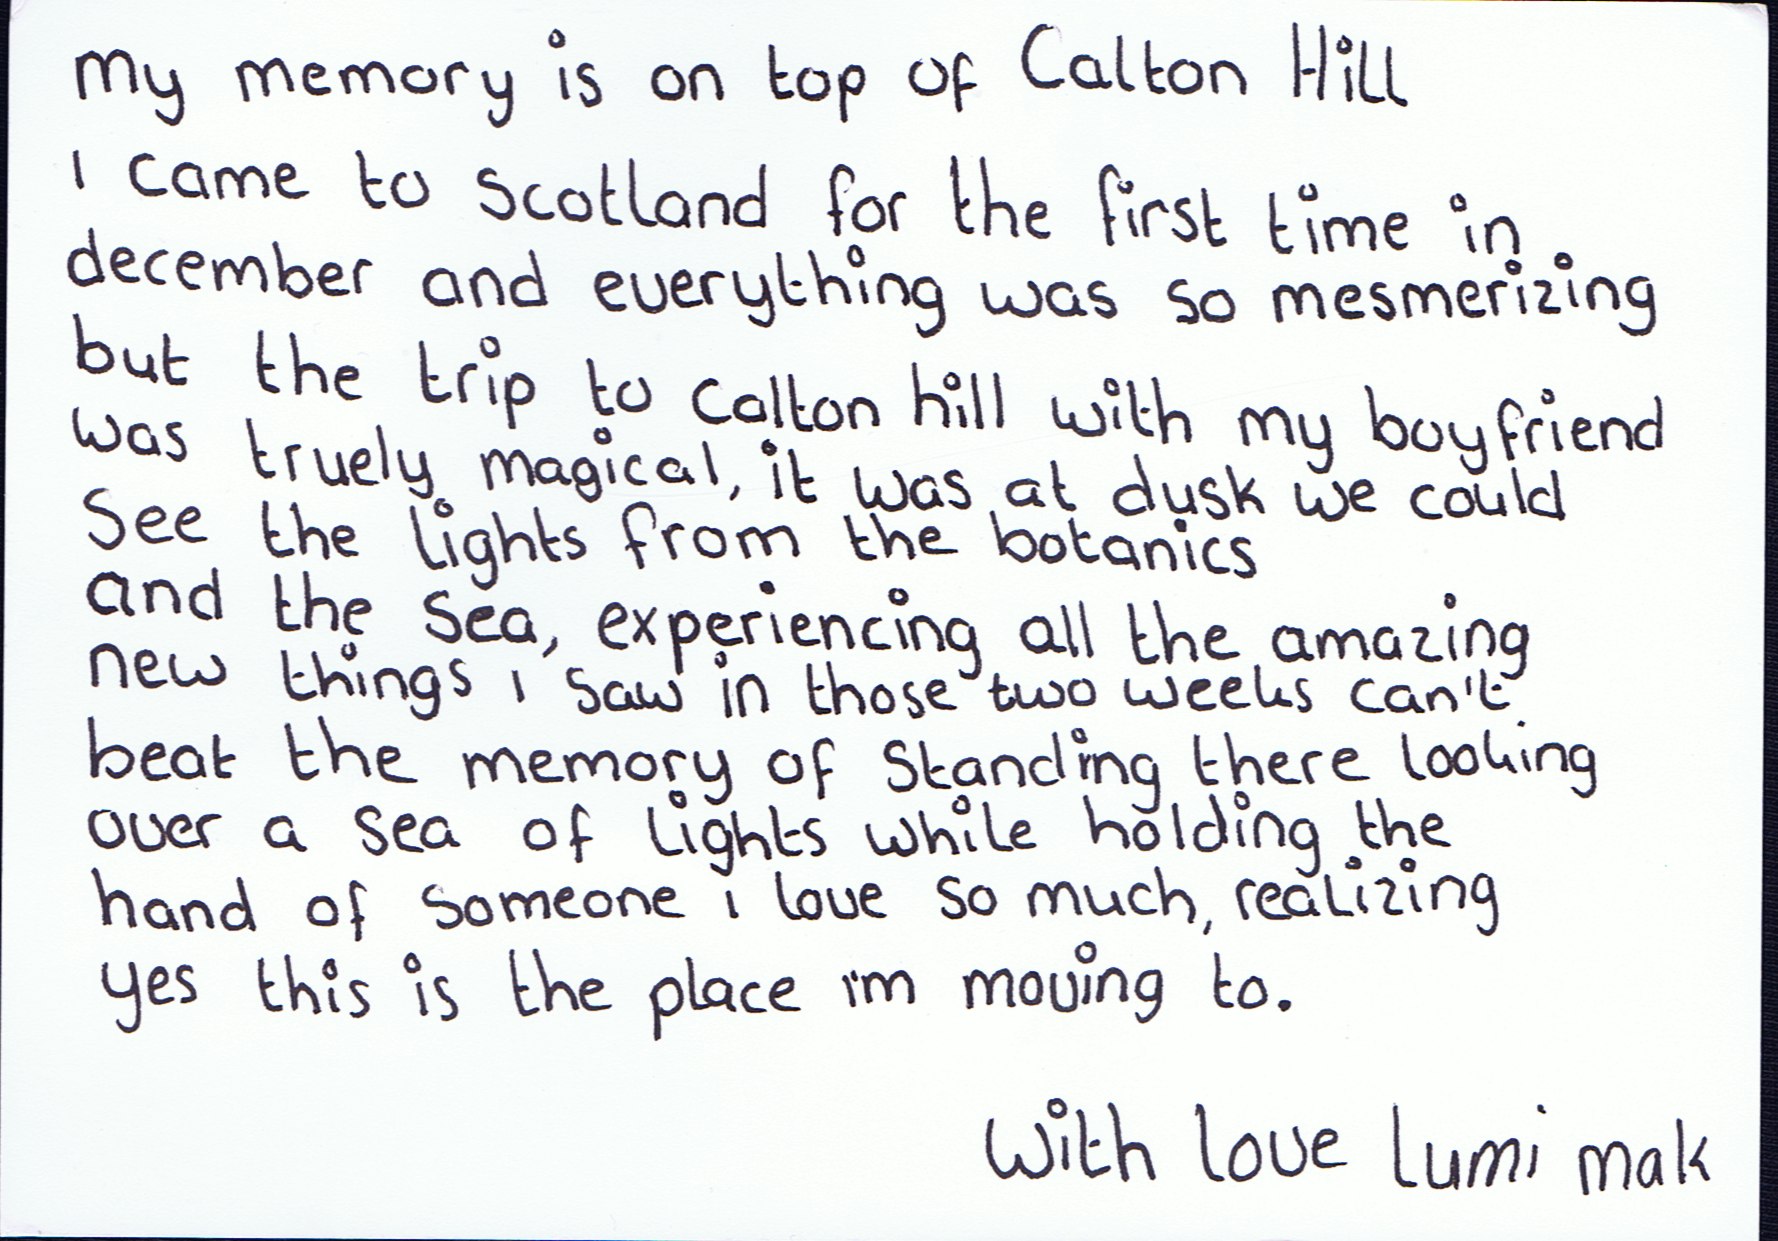 My memory is on top of Calton Hill
I came to Scotland for the first time in
december and everything was so mesmerizing
but the trip to calton hill with my boyfriend
was truely magical, it was at dusk we could
see the lights from the botanics
and the sea, experiencing all the amazing
new things i saw in those two weeks can't
beat the memory of standing there looking
over a sea of lights while holding the
hand of someone i love so much, realizing
yes this is the place i'm moving to.
With love Lumi mak